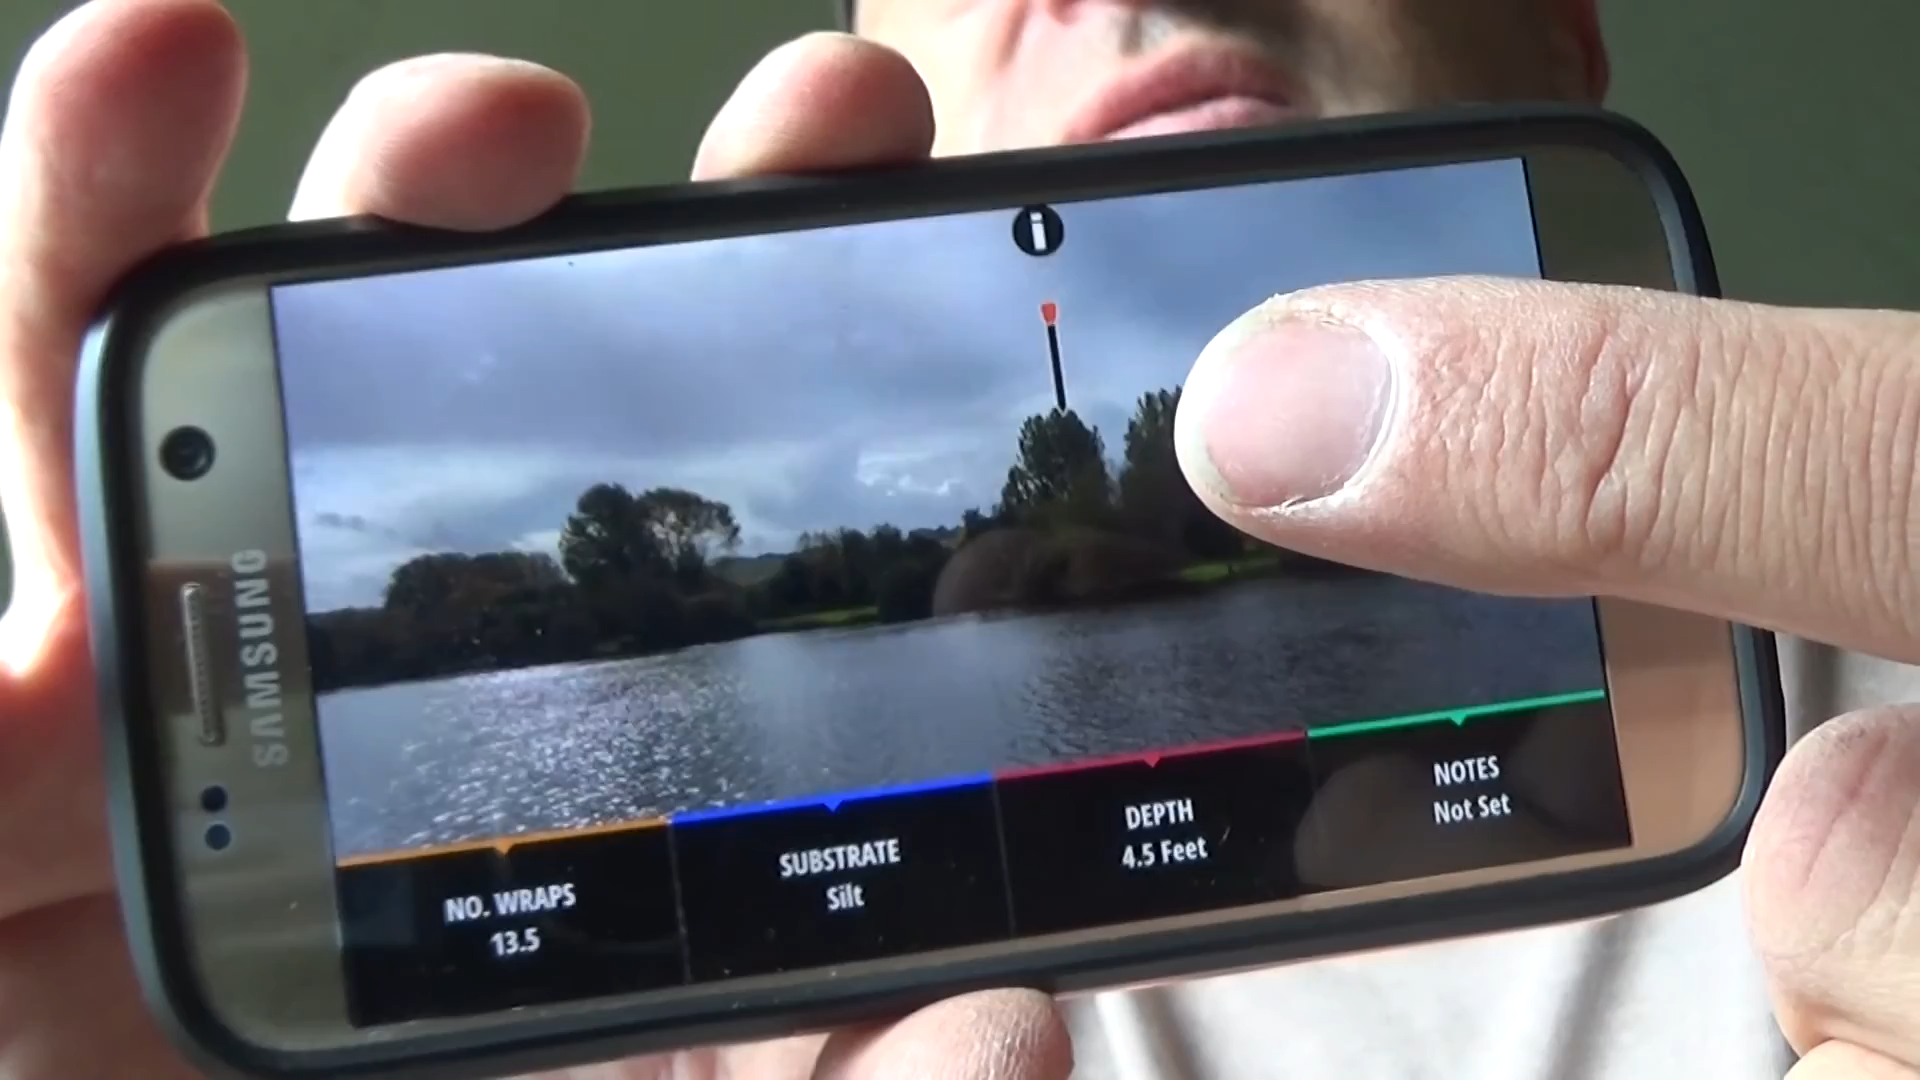 i
SAMSUNG
NO. WRAPS
13.5
SUBSTRATE
Silt
DEPTH
4.5 Feet
NOTES
Not Set